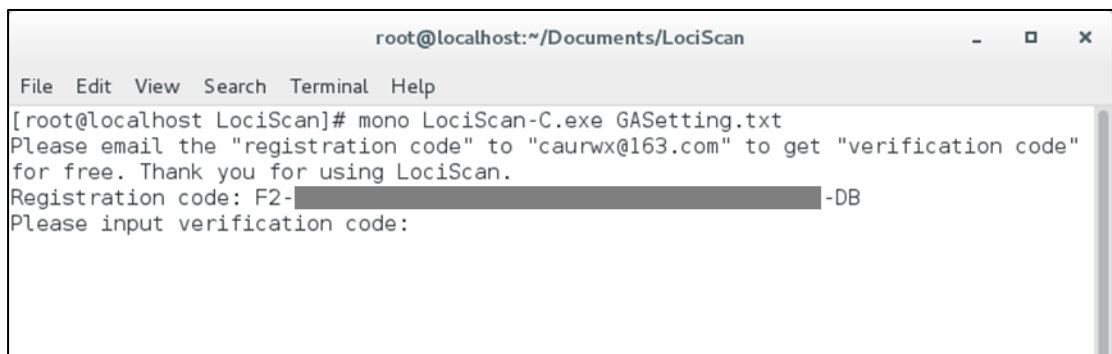 root@localhost:~/Documents/LociScan
File Edit View Search Terminal Help
[root@localhost LociScan]# mono LociScan-C.exe GASetting.txt
Please email the "registration code" to "caurwx@163.com" to get "verification code"
for free. Thank you for using LociScan.
Registration code: F2- -DB
Please input verification code: